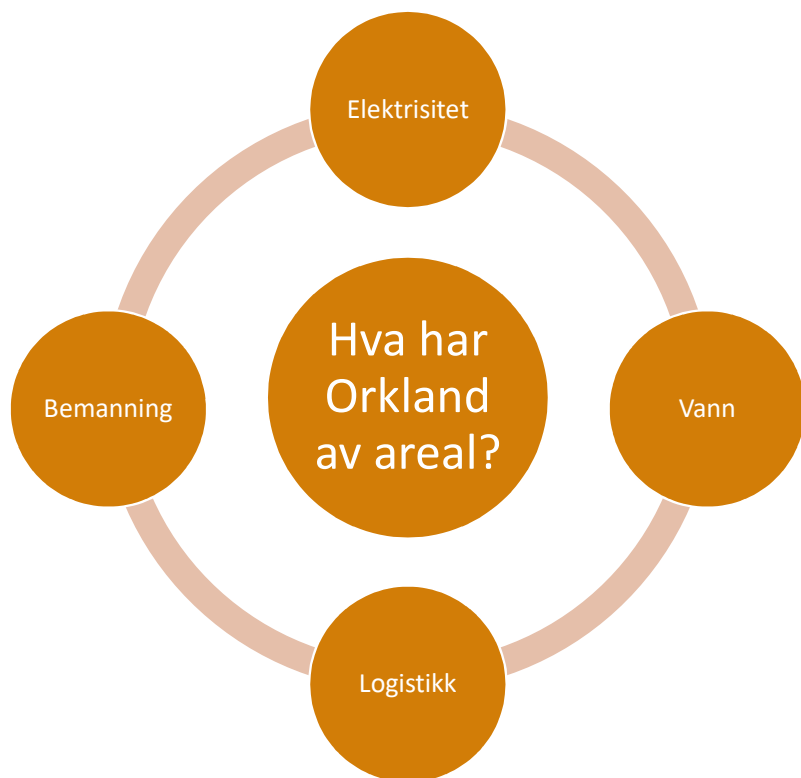 Elektrisitet
Hva har
Orkland
av areal?
Bemanning
Vann
Logistikk